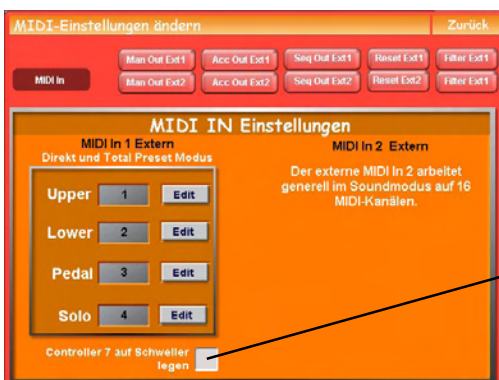 MIDI-Einstellungen ändern
Zurück
Man Out Ext1
Acc Out Ext1
Seq Out Ext1
Reset Ext1
Filter Ext1
MIDI In
Man Out Ext2
Acc Out Ext2
Seq Out Ext2
Reset Ext2
Filter Ext1
MIDI IN Einstellungen
MIDI In 1 Extern
Direkt und Total Preset Modus
MIDI In 2 Extern
Der externe MIDI In 2 arbeitet
generell im Soundmodus auf 16
MIDI-Kanälen.
Upper 1 Edit
Lower 2 Edit
Pedal 3 Edit
Solo 4 Edit
Controller 7 auf Schweller
legen